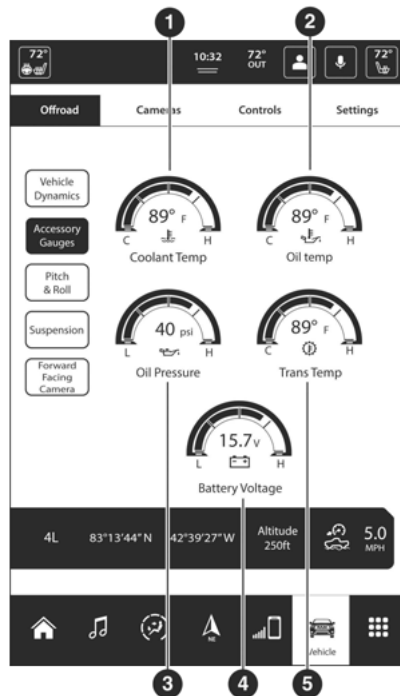 1 2
72° 10:32 72° OUT 72°
Offroad Cameras Controls Settings
Vehicle
Dynamics
Accessory
Gauges
Pitch
& Roll
Suspension
Forward
Facing
Camera
89° F
C H
Coolant Temp
89° F
C H
Oil temp
40 psi
L H
Oil Pressure
89° F
C H
Trans Temp
15.7 v
L H
Battery Voltage
4L 83°13'44"N 42°39'27"W Altitude 250ft 5.0 MPH
NE
Vehicle
3 4 5